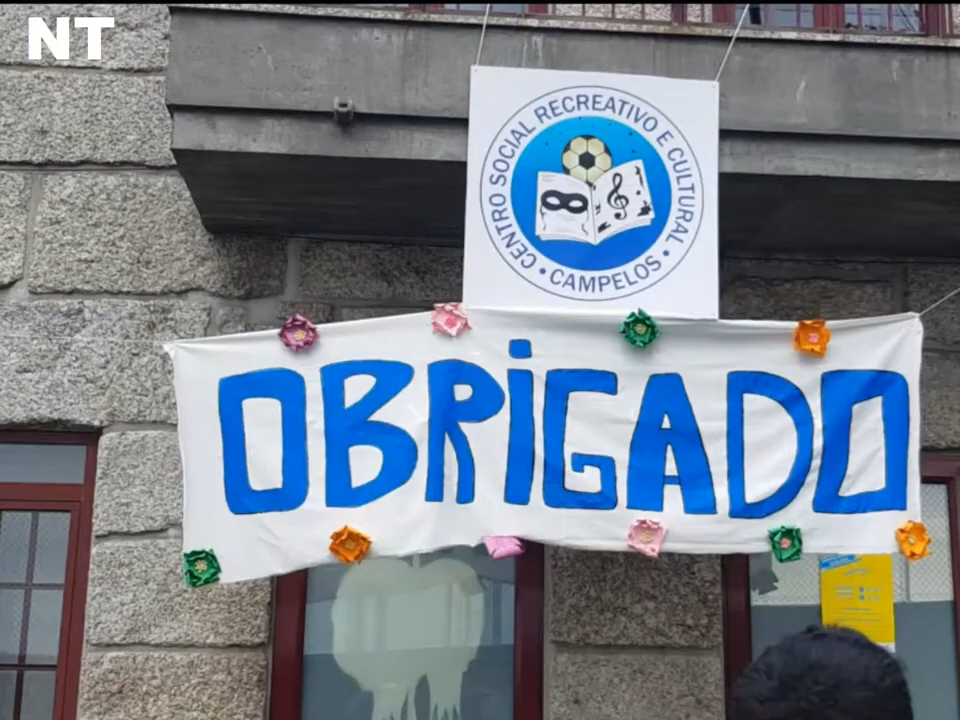 NT
CENTRO SOCIAL RECREATIVO E CULTURAL
• CAMPELOS •
OBRiGADO